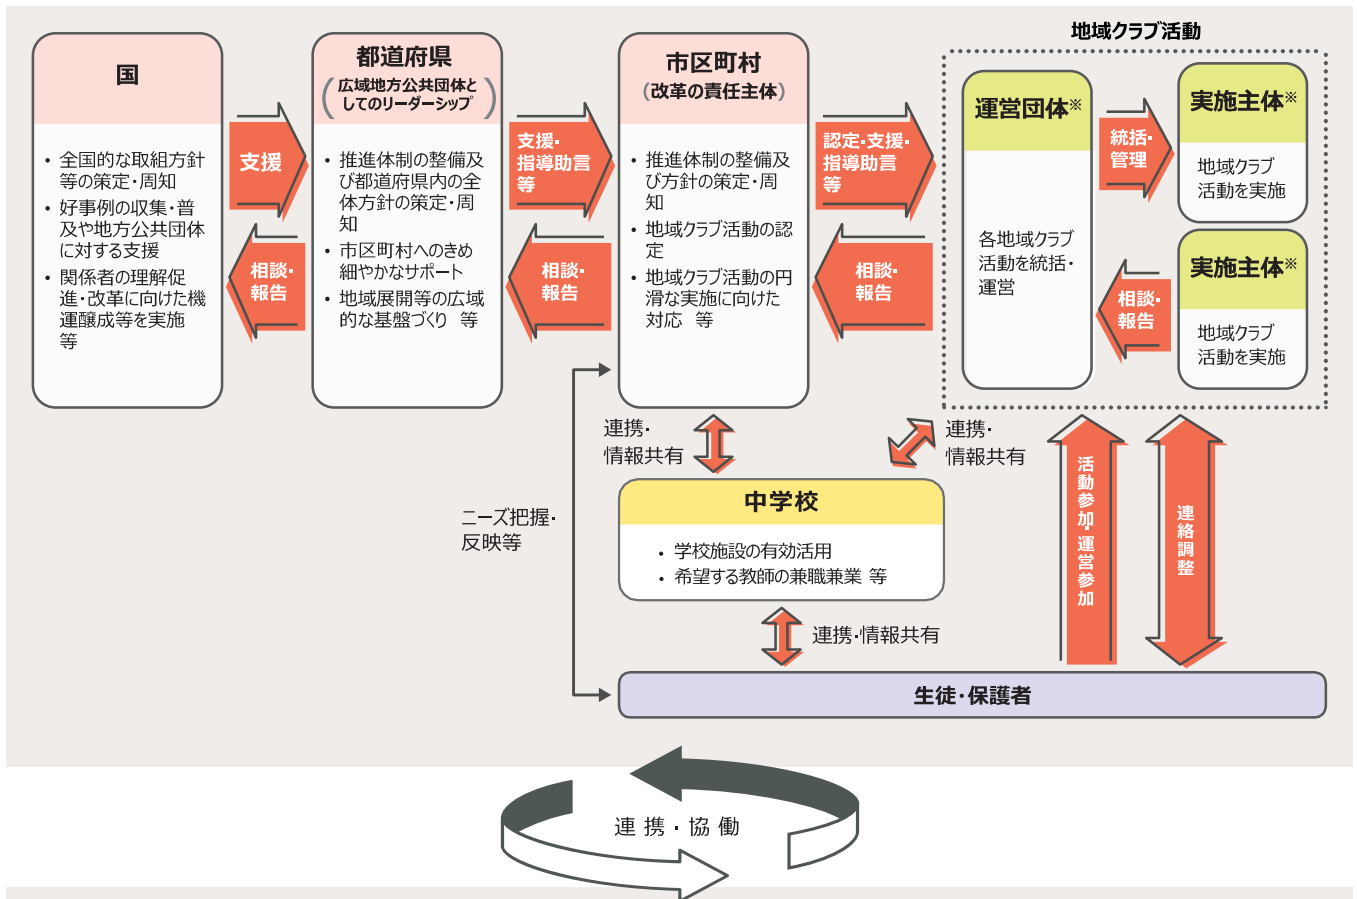 地域クラブ活動
国
・ 全国的な取組方針
等の策定・周知
・ 好事例の収集・普
及や地方公共団体
に対する支援
・ 関係者の理解促
進・改革に向けた機
運醸成等を実施
等
支援
相談・
報告
都道府県
(広域地方公共団体と
してのリーダーシップ)
・ 推進体制の整備及
び都道府県内の全
体方針の策定・周
知
・ 市区町村へのきめ
細やかなサポート
・ 地域展開等の広域
的な基盤づくり 等
支援・
指導助言
等
相談・
報告
市区町村
(改革の責任主体)
・ 推進体制の整備及
び方針の策定・周
知
・ 地域クラブ活動の認
定
・ 地域クラブ活動の円
滑な実施に向けた
対応 等
認定・支援・
指導助言
等
相談・
報告
運営団体※
各地域クラブ
活動を統括・
運営
統括・
管理
相談・
報告
実施主体※
地域クラブ
活動を実施
実施主体※
地域クラブ
活動を実施
連携・
情報共有
連携・
情報共有
ニーズ把握・
反映等
中学校
・ 学校施設の有効活用
・ 希望する教師の兼職兼業 等
活動参加・運営参加
連絡調整
連携・情報共有
生徒・保護者
連携・協働